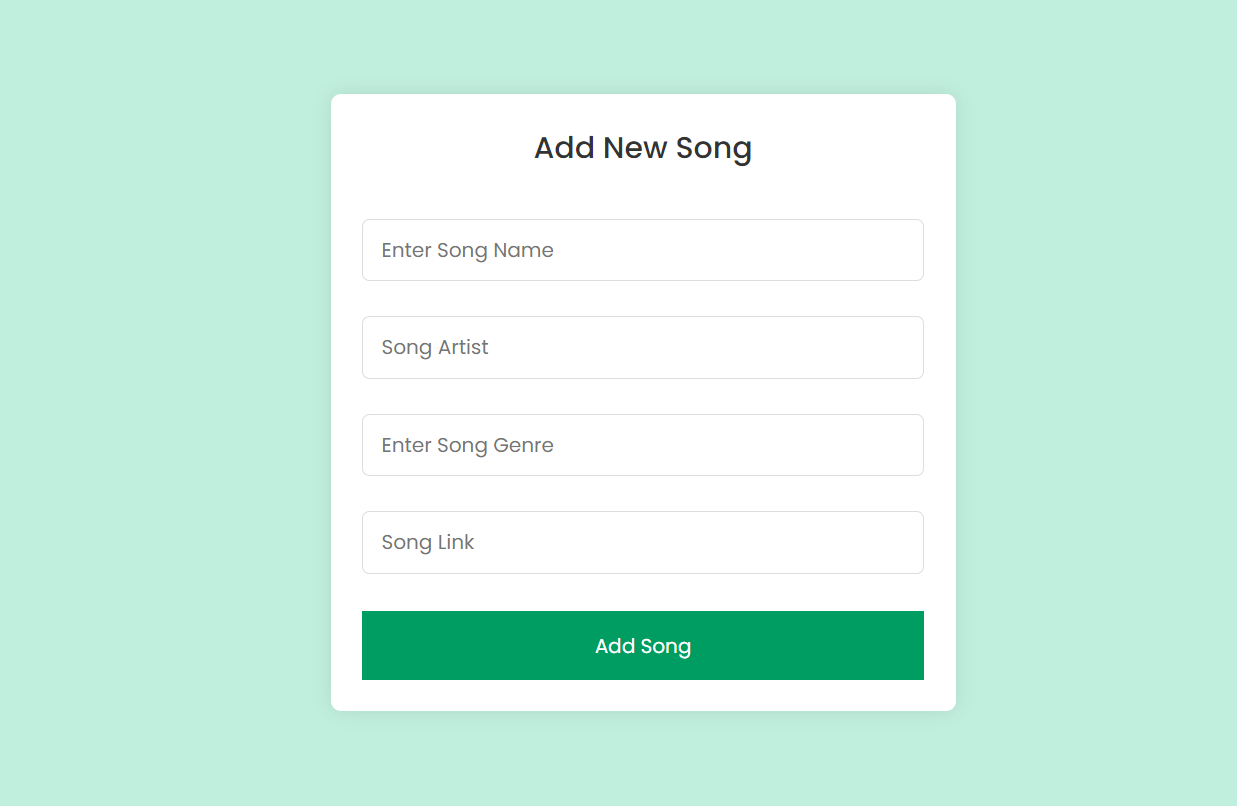 Add New Song
Enter Song Name
Song Artist
Enter Song Genre
Song Link
Add Song